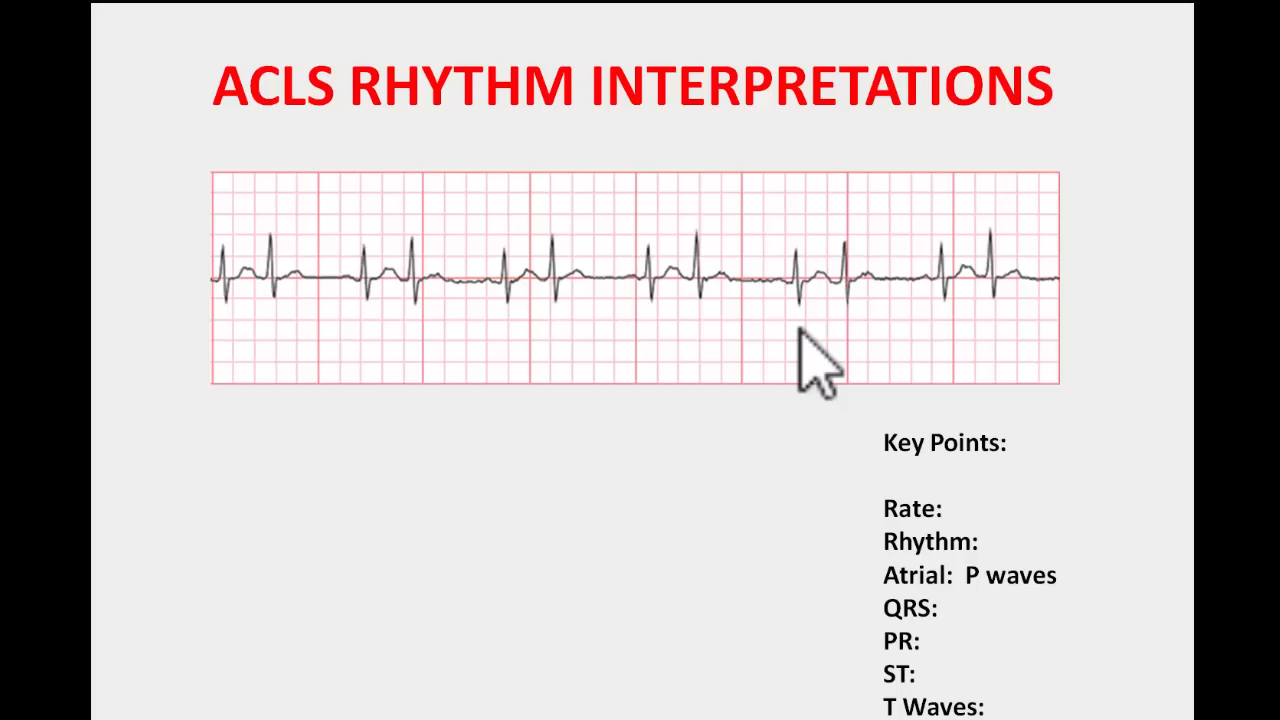 ACLS RHYTHM INTERPRETATIONS
Key Points:
Rate:
Rhythm:
Atrial:  P waves
QRS:
PR:
ST:
T Waves: